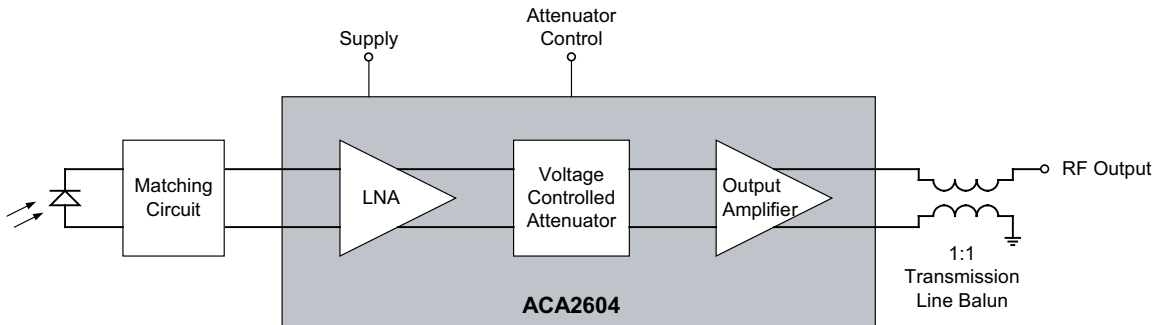 Attenuator
Control
Supply
Matching
Circuit
LNA
Voltage
Controlled
Attenuator
Output
Amplifier
RF Output
1:1
Transmission
Line Balun
ACA2604